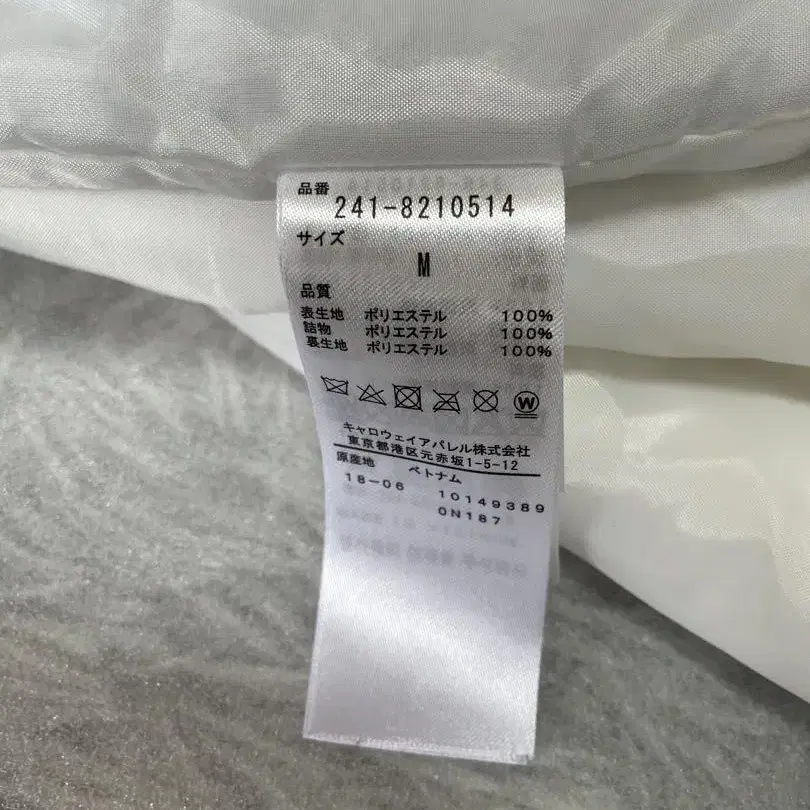 品番
241-8210514
サイズ
M
品質
表生地 ポリエステル 100%
詰物 ポリエステル 100%
裏生地 ポリエステル 100%
W
キャロウェイアパレル株式会社
東京都港区元赤坂1-5-12
原産地 ベトナム
18-06 10149389
0N187